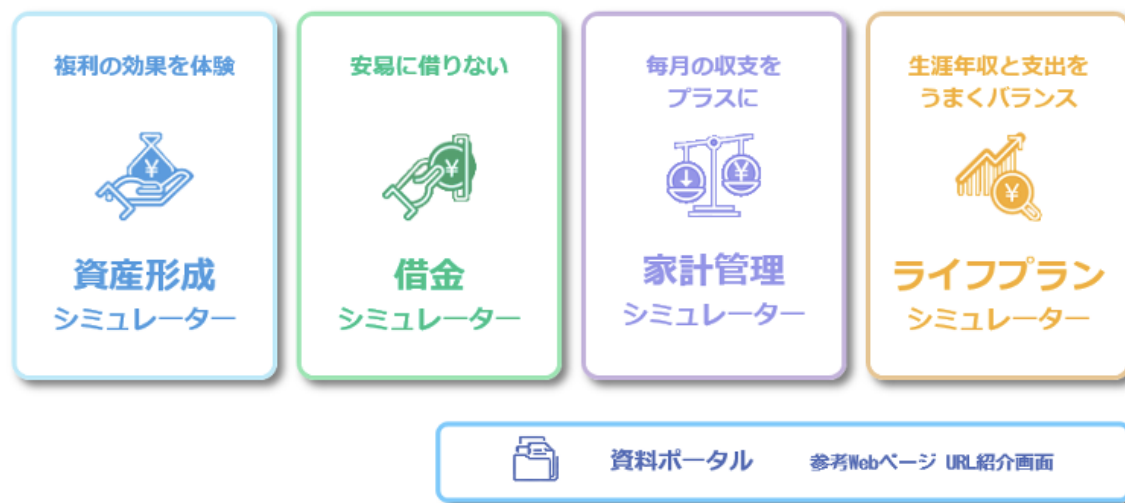 複利の効果を体験
¥
資産形成
シミュレーター
安易に借りない
¥
借金
シミュレーター
毎月の収支を
プラスに
¥
家計管理
シミュレーター
生涯年収と支出を
うまくバランス
¥
ライフプラン
シミュレーター
資料ポータル 参考Webページ URL紹介画面